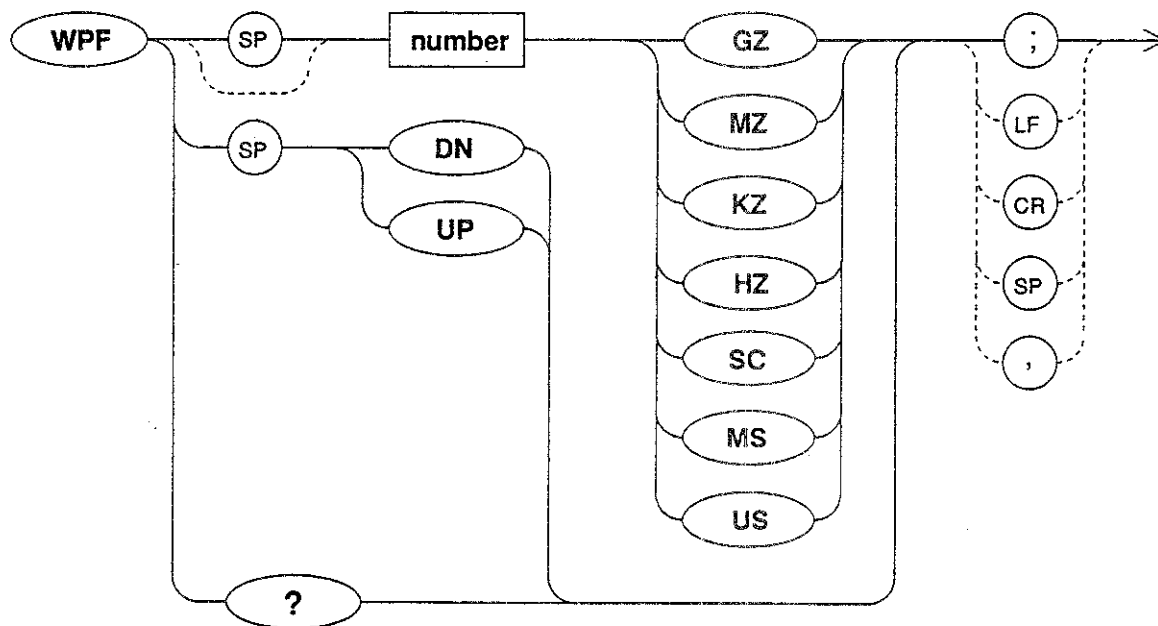 WPF SP number GZ ;
MZ LF
SP DN
KZ CR
UP
HZ SP
SC ,
MS
US
?